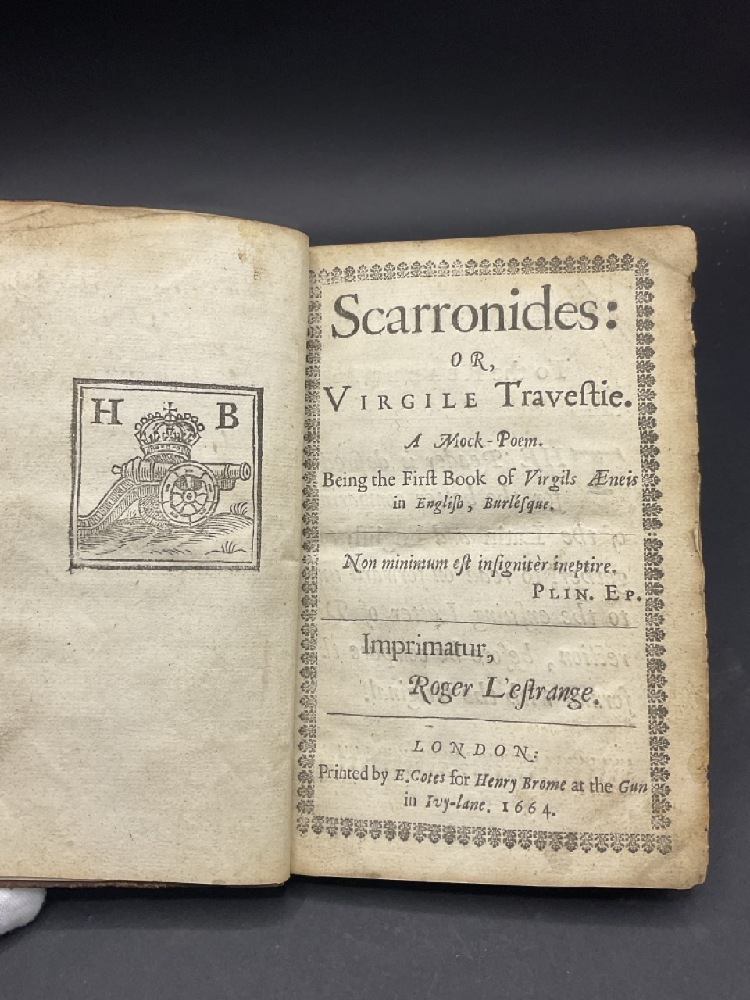 H B
Scarronides:
OR,
VIRGILE Traveſtie.
A Mock-Poem.
Being the Firſt Book of Virgils Æneis
in Engliſh, Burléſque.
Non minimum eſt inſignitèr ineptire.
PLIN. EP.
Imprimatur,
Roger L'eſtrange.
LONDON:
Printed by E. Cotes for Henry Brome at the Gun
in Ivy-lane. 1664.